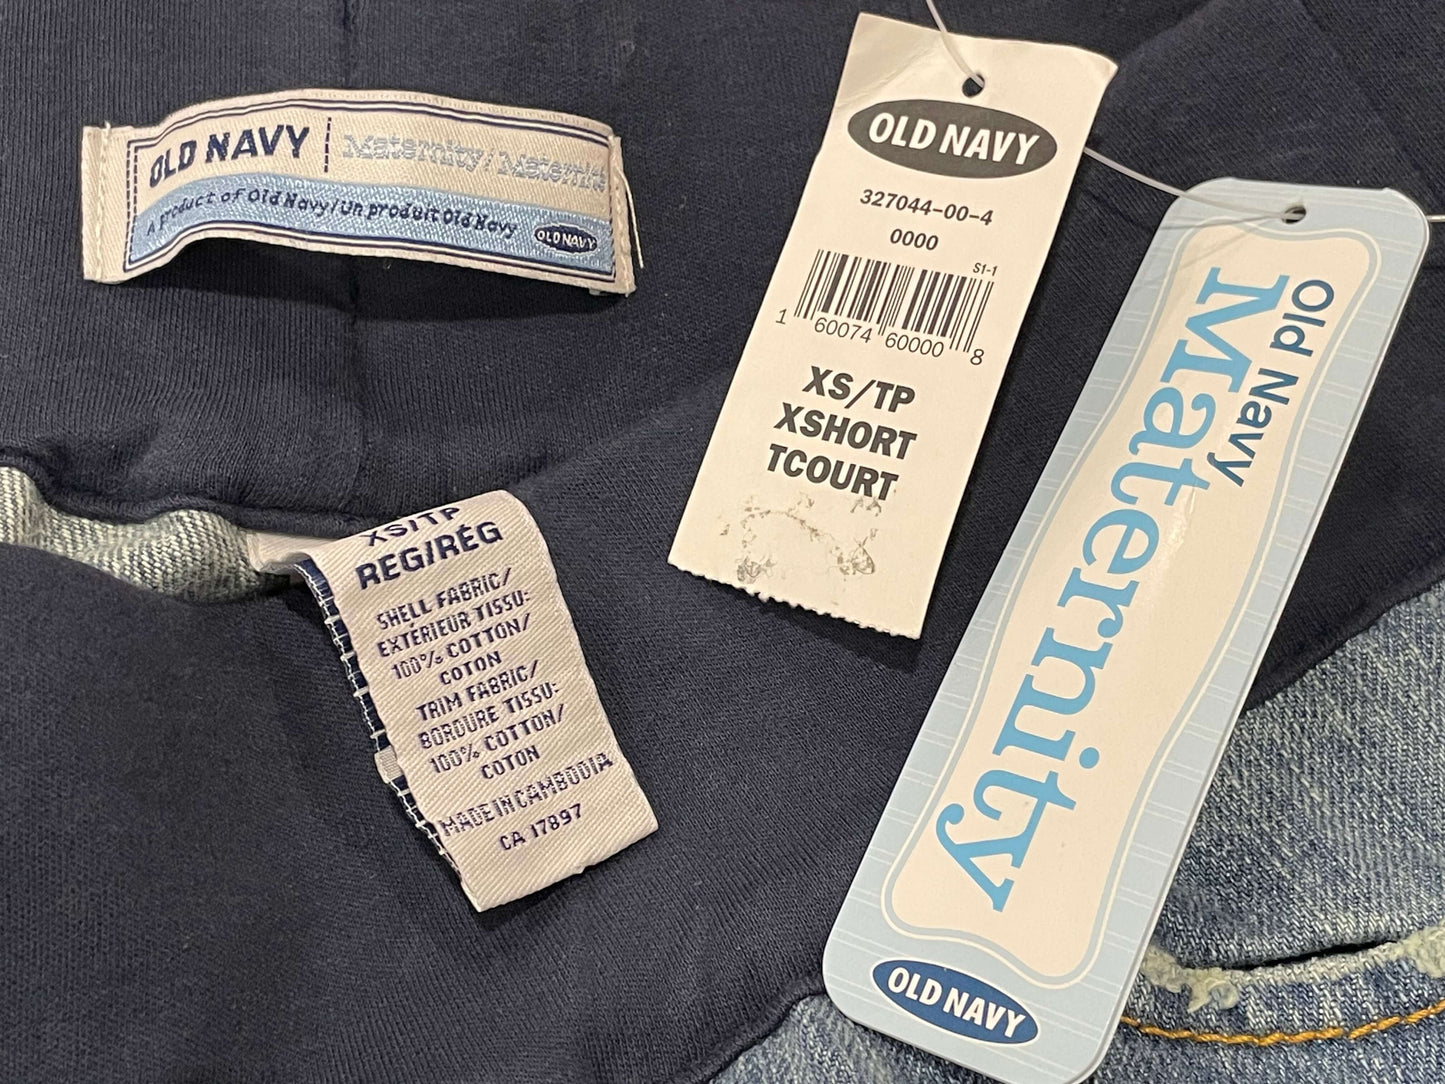 OLD NAVY | Maternity / Maternité
A product of Old Navy/Un produit Old Navy
OLD NAVY
OLD NAVY
327044-00-4
0000
S1-1
1 60074 60000 8
XS/TP
XSHORT
TCOURT
Old Navy
Maternity
OLD NAVY
XS/TP
REG/RÉG
SHELL FABRIC/
EXTÉRIEUR TISSU:
100% COTTON/
COTON
TRIM FABRIC/
BORDURE TISSU:
100% COTTON/
COTON
MADE IN CAMBODIA
CA 17897